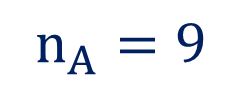 n_A = 9